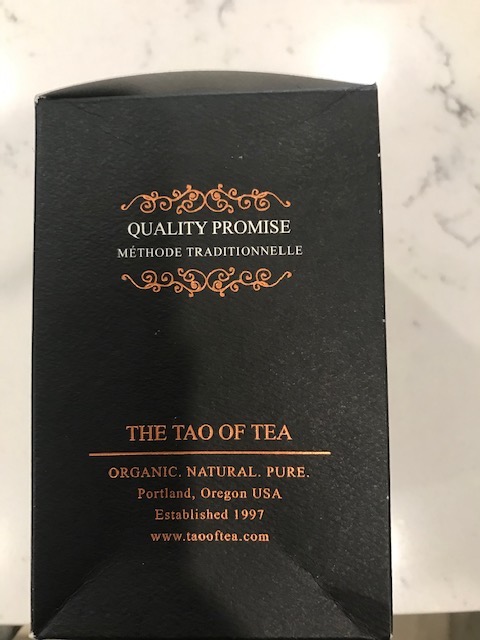 QUALITY PROMISE
MÉTHODE TRADITIONNELLE
THE TAO OF TEA
ORGANIC. NATURAL. PURE.
Portland, Oregon USA
Established 1997
www.taooftea.com